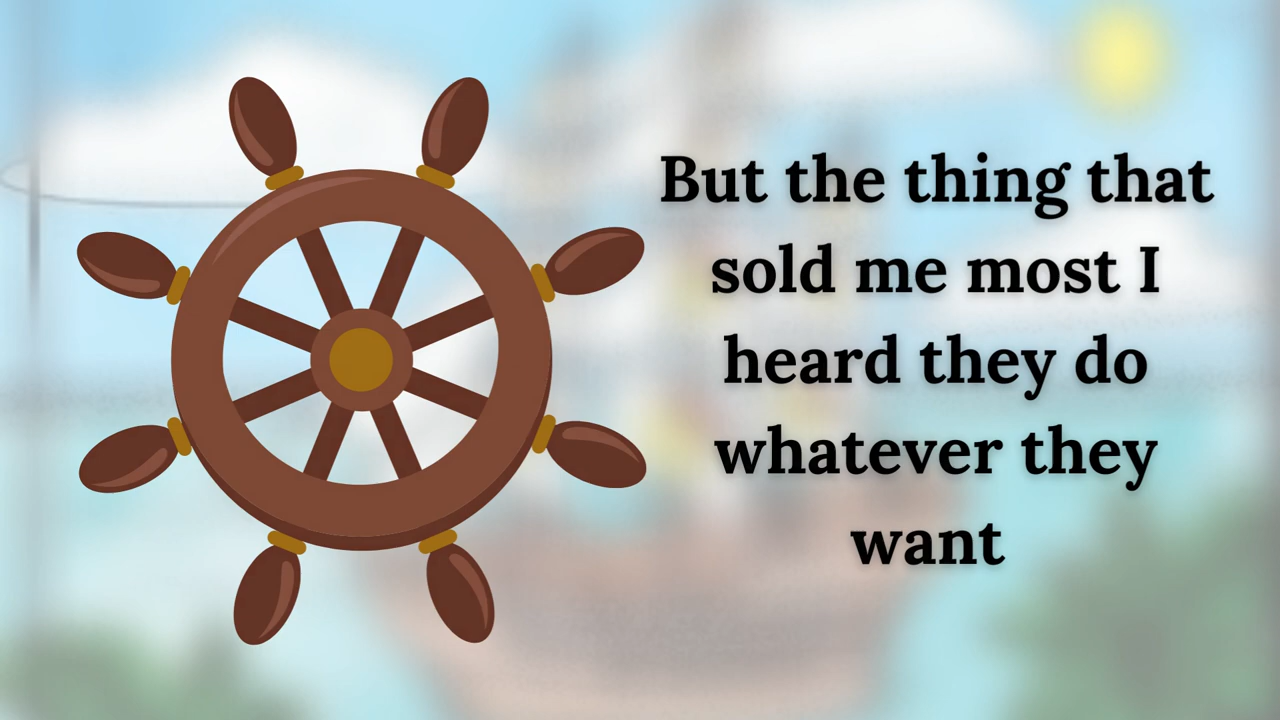 But the thing that
sold me most I
heard they do
whatever they
want